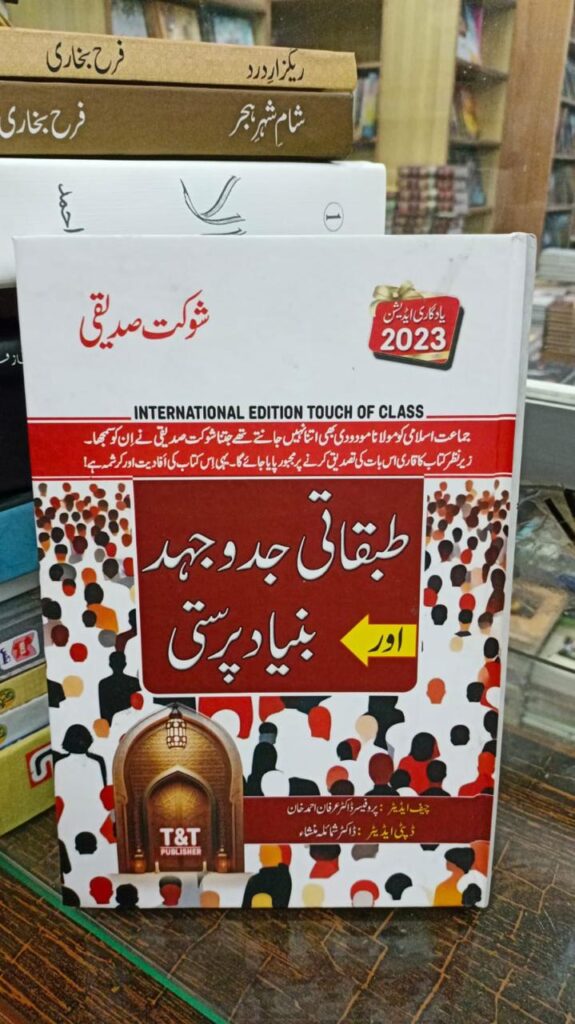 ریگزارِ درد فرح بخاری
شامِ شہرِ ہجر فرح بخاری
1
احمد
شوکت صدیقی
یادگاری ایڈیشن
2023
INTERNATIONAL EDITION TOUCH OF CLASS
جماعت اسلامی کو مولانا مودودی بھی اتنا نہیں جانتے تھے جتنا شوکت صدیقی نے اِن کو سمجھا۔
زیرِ نظر کتاب کا قاری اس بات کی تصدیق کرنے پر مجبور پایا جائے گا۔ یہی اِس کتاب کی افادیت اور کرشمہ ہے!
طبقاتی جدوجہد
اور
بنیاد پرستی
چیف ایڈیٹر: پروفیسر ڈاکٹر عرفان احمد خان
ڈپٹی ایڈیٹر: ڈاکٹر شائلہ منشاء
T&T
PUBLISHER